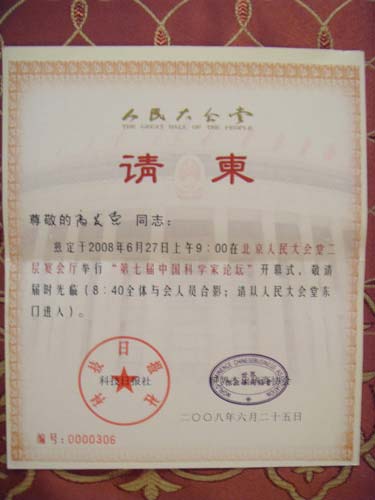 人民大会堂
THE GREAT HALL OF THE PEOPLE
请柬
尊敬的 同志：
兹定于2008年6月27日上午9：00在北京人民大会堂二
层宴会厅举行“第七届中国科学家论坛”开幕式，敬请
届时光临（8：40全体与会人员合影；请从人民大会堂东
门进入）。
科技日报社
科技日报社
二〇〇八年六月二十五日
编号：0000306